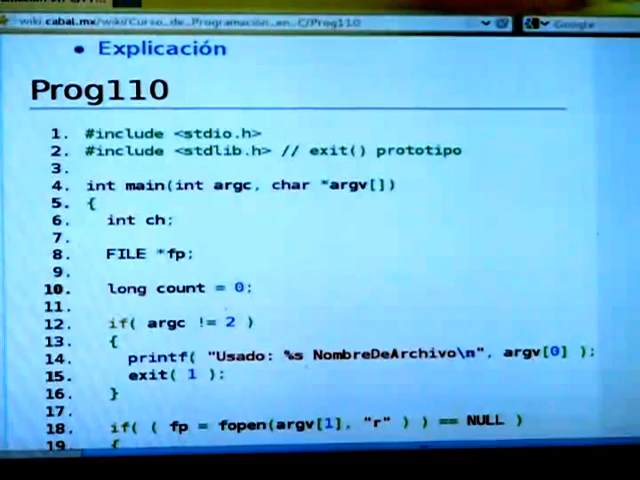 wiki.cabal.mx/wiki/Curso_de_Programación_en_C/Prog110
Google
• Explicación
Prog110
1. #include <stdio.h>
2. #include <stdlib.h> // exit() prototipo
3.
4. int main(int argc, char *argv[])
5. {
6. int ch;
7.
8. FILE *fp;
9.
10. long count = 0;
11.
12. if( argc != 2 )
13. {
14. printf( "Usado: %s NombreDeArchivo\n", argv[0] );
15. exit( 1 );
16. }
17.
18. if( ( fp = fopen(argv[1], "r" ) ) == NULL )
19. {